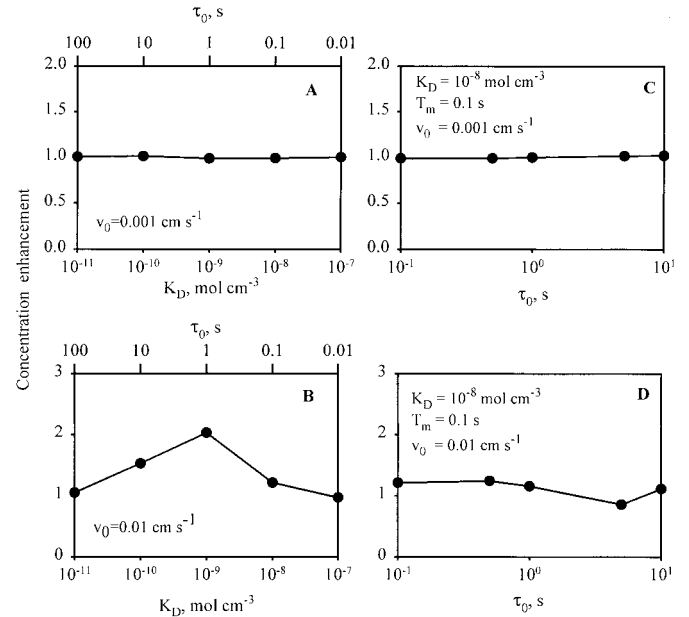 τ₀, s
100 10 1 0.1 0.01
2.0
1.5
1.0
0.5
0.0
A
v₀=0.001 cm s⁻¹
10⁻¹¹ 10⁻¹⁰ 10⁻⁹ 10⁻⁸ 10⁻⁷
K_D, mol cm⁻³
2.0
1.5
1.0
0.5
0.0
K_D = 10⁻⁸ mol cm⁻³
T_m = 0.1 s
v₀ = 0.001 cm s⁻¹
C
10⁻¹ 10⁰ 10¹
τ₀, s
Concentration enhancement
τ₀, s
100 10 1 0.1 0.01
3
2
1
0
B
v₀=0.01 cm s⁻¹
10⁻¹¹ 10⁻¹⁰ 10⁻⁹ 10⁻⁸ 10⁻⁷
K_D, mol cm⁻³
3
2
1
0
K_D = 10⁻⁸ mol cm⁻³
T_m = 0.1 s
v₀ = 0.01 cm s⁻¹
D
10⁻¹ 10⁰ 10¹
τ₀, s